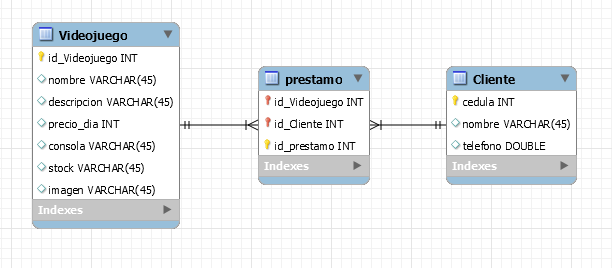 Videojuego
id_Videojuego INT
nombre VARCHAR(45)
descripcion VARCHAR(45)
precio_dia INT
consola VARCHAR(45)
stock VARCHAR(45)
imagen VARCHAR(45)
Indexes
prestamo
id_Videojuego INT
id_Cliente INT
id_prestamo INT
Indexes
Cliente
cedula INT
nombre VARCHAR(45)
telefono DOUBLE
Indexes